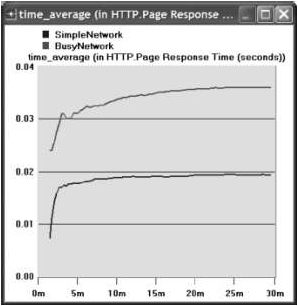 time_average (in HTTP.Page Response ...
SimpleNetwork
BusyNetwork
time_average (in HTTP.Page Response Time (seconds))
0.04
0.03
0.02
0.01
0.00
0m 5m 10m 15m 20m 25m 30m